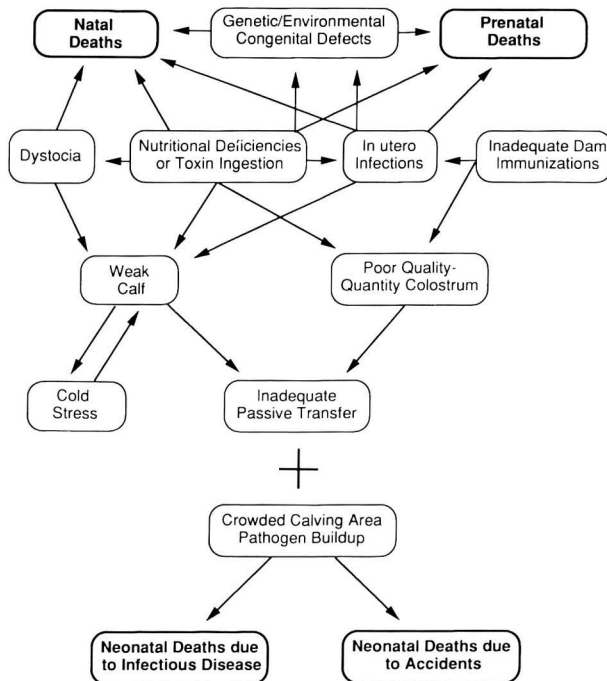 Natal
Deaths
Genetic/Environmental
Congenital Defects
Prenatal
Deaths
Dystocia
Nutritional Deficiencies
or Toxin Ingestion
In utero
Infections
Inadequate Dam
Immunizations
Weak
Calf
Poor Quality-
Quantity Colostrum
Cold
Stress
Inadequate
Passive Transfer
+
Crowded Calving Area
Pathogen Buildup
Neonatal Deaths due
to Infectious Disease
Neonatal Deaths due
to Accidents